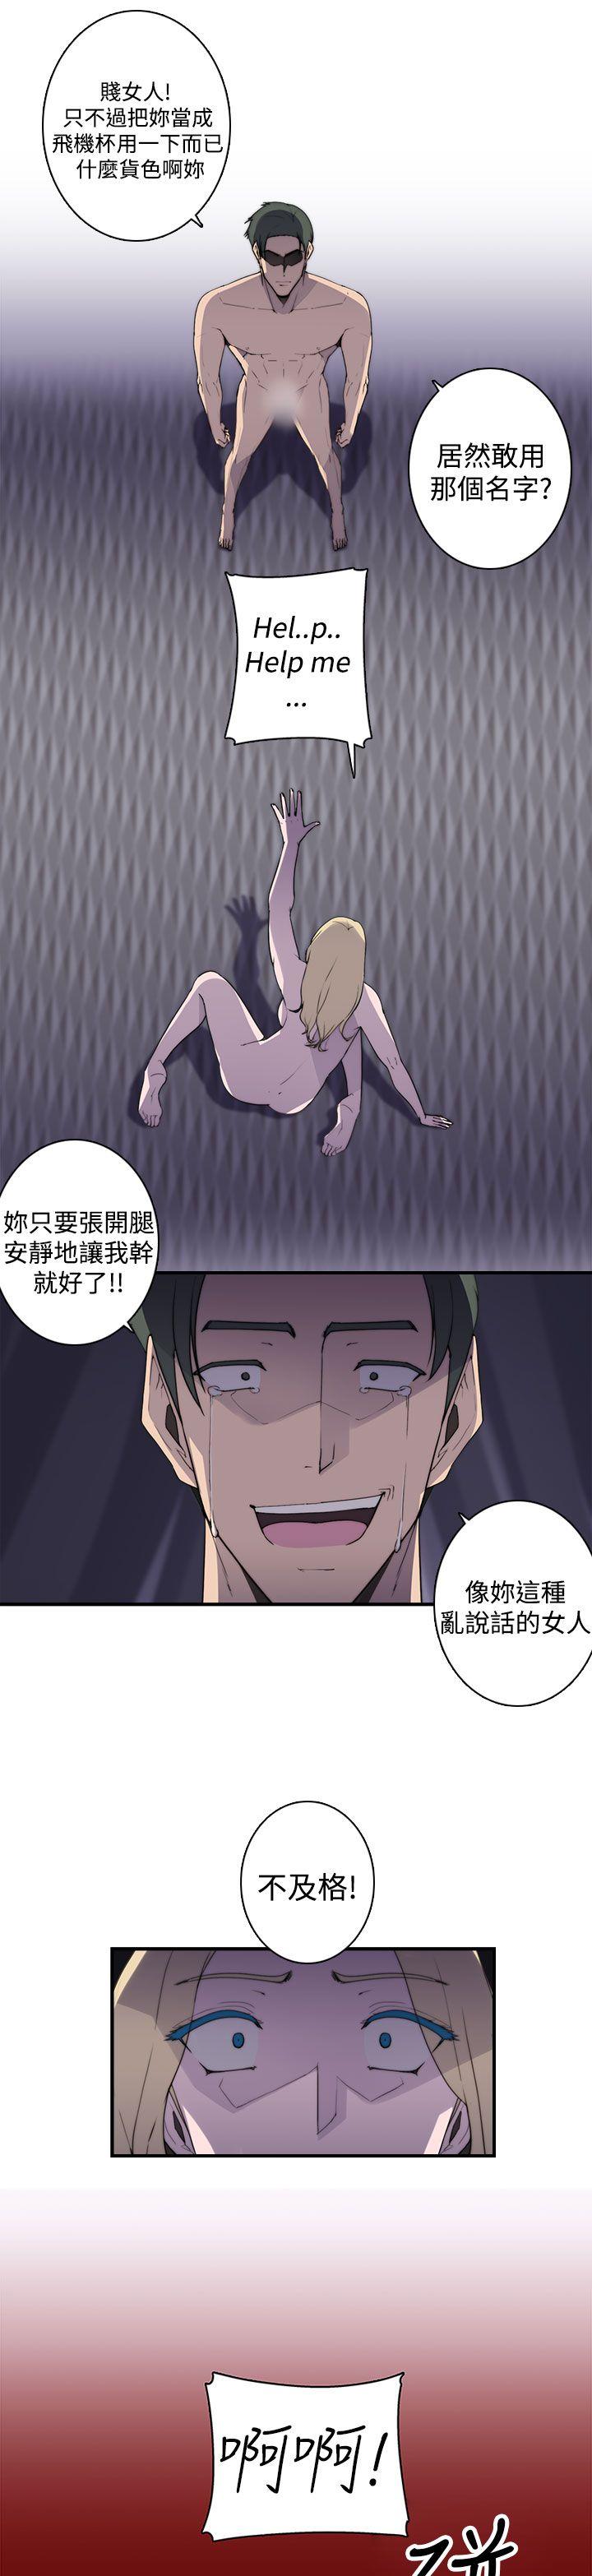 賤女人!
只不過把妳當成
飛機杯用一下而已
什麼貨色啊妳
居然敢用
那個名字?
Hel..p..
Help me
...
妳只要張開腿
安靜地讓我幹
就好了!!
像妳這種
亂說話的女人
不及格!
啊啊!